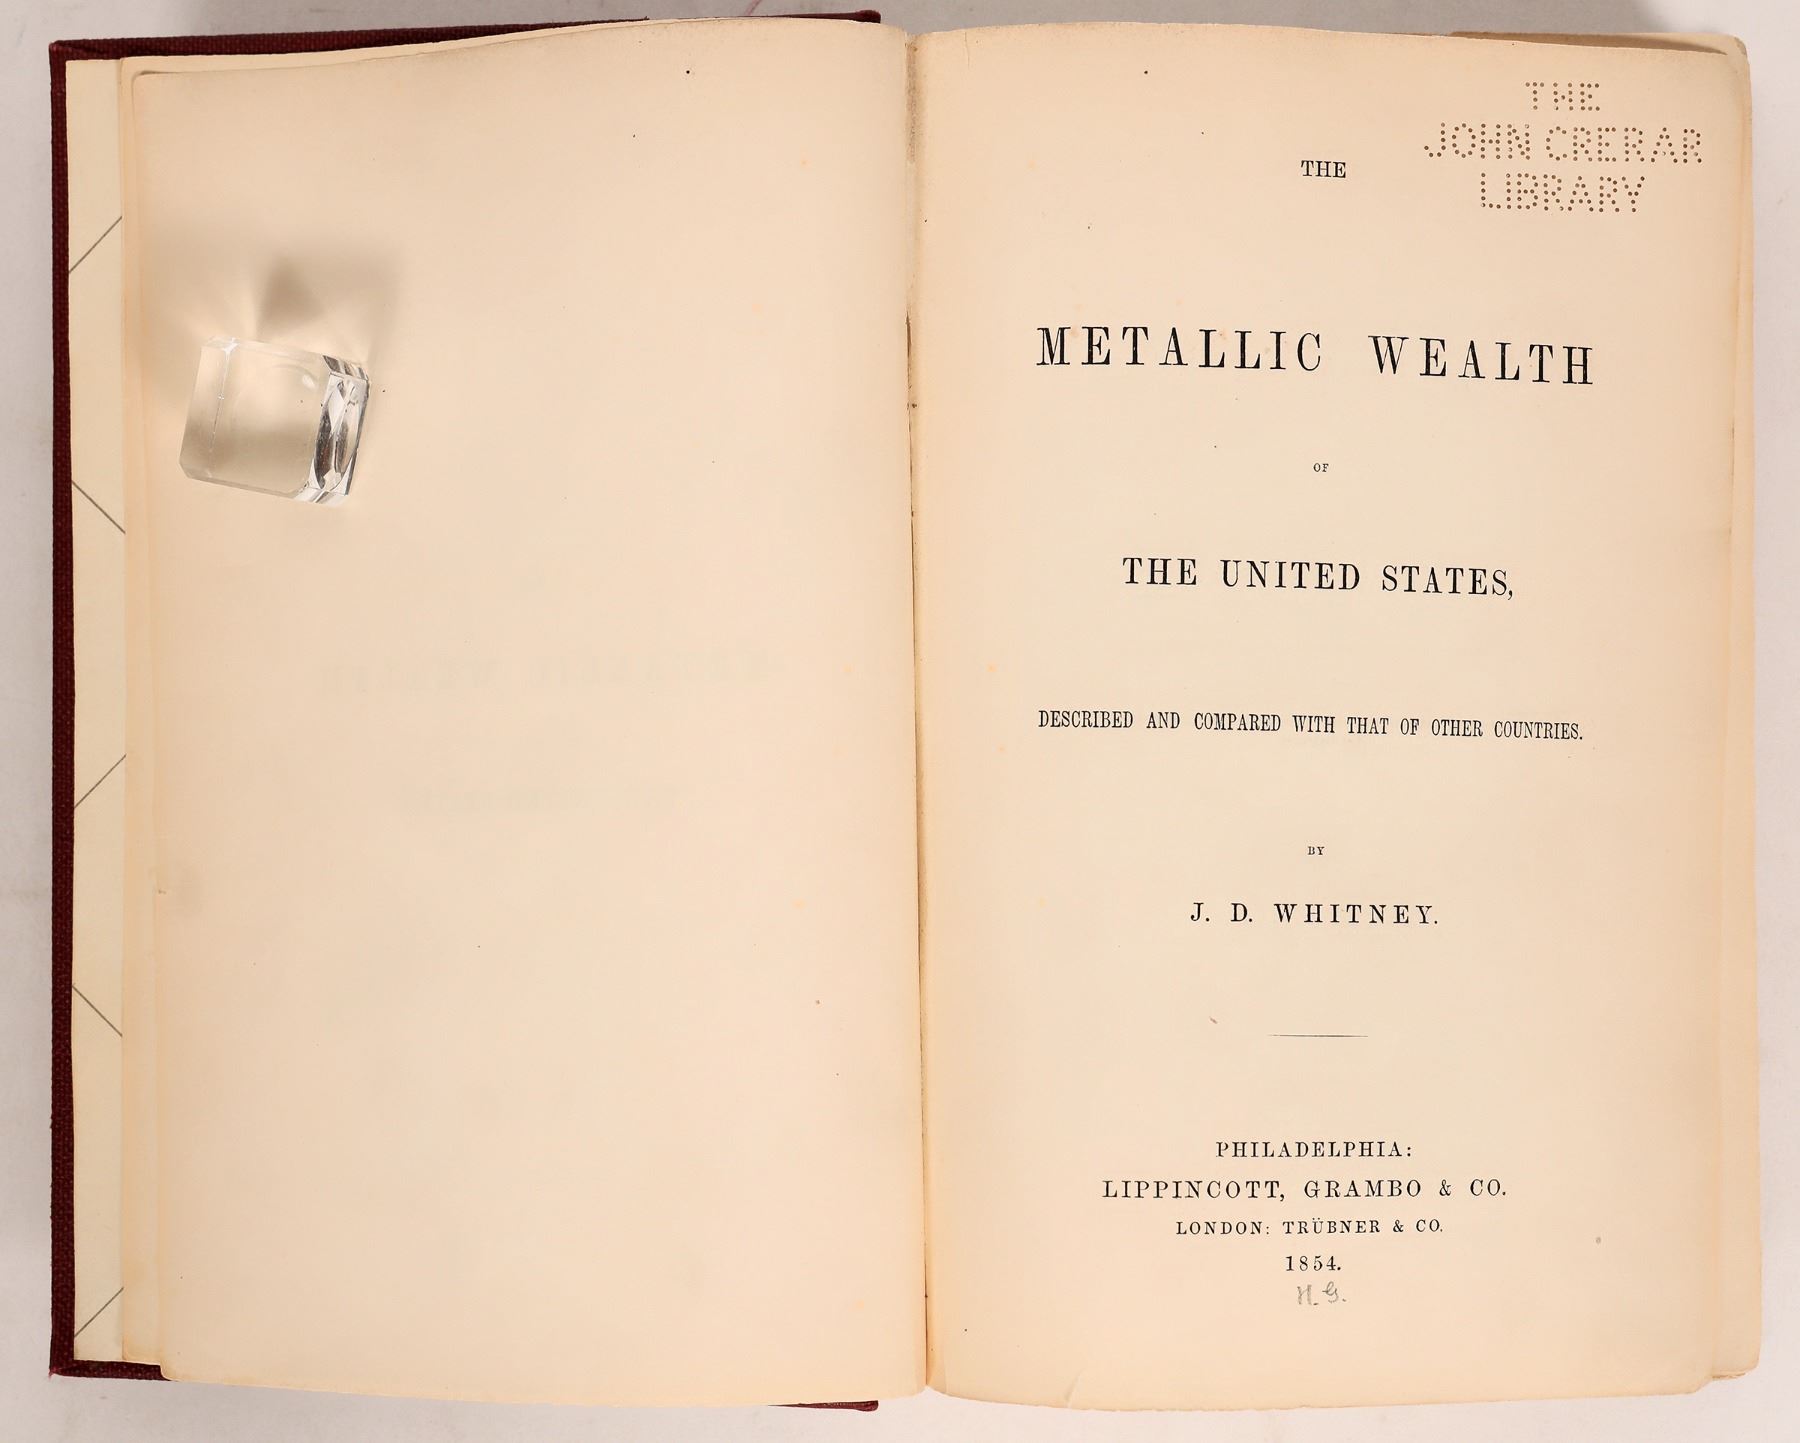 THE
JOHN CRERAR
LIBRARY
THE
METALLIC WEALTH
OF
THE UNITED STATES,
DESCRIBED AND COMPARED WITH THAT OF OTHER COUNTRIES.
BY
J. D. WHITNEY.
PHILADELPHIA:
LIPPINCOTT, GRAMBO & CO.
LONDON: TRÜBNER & CO.
1854.
H. G.